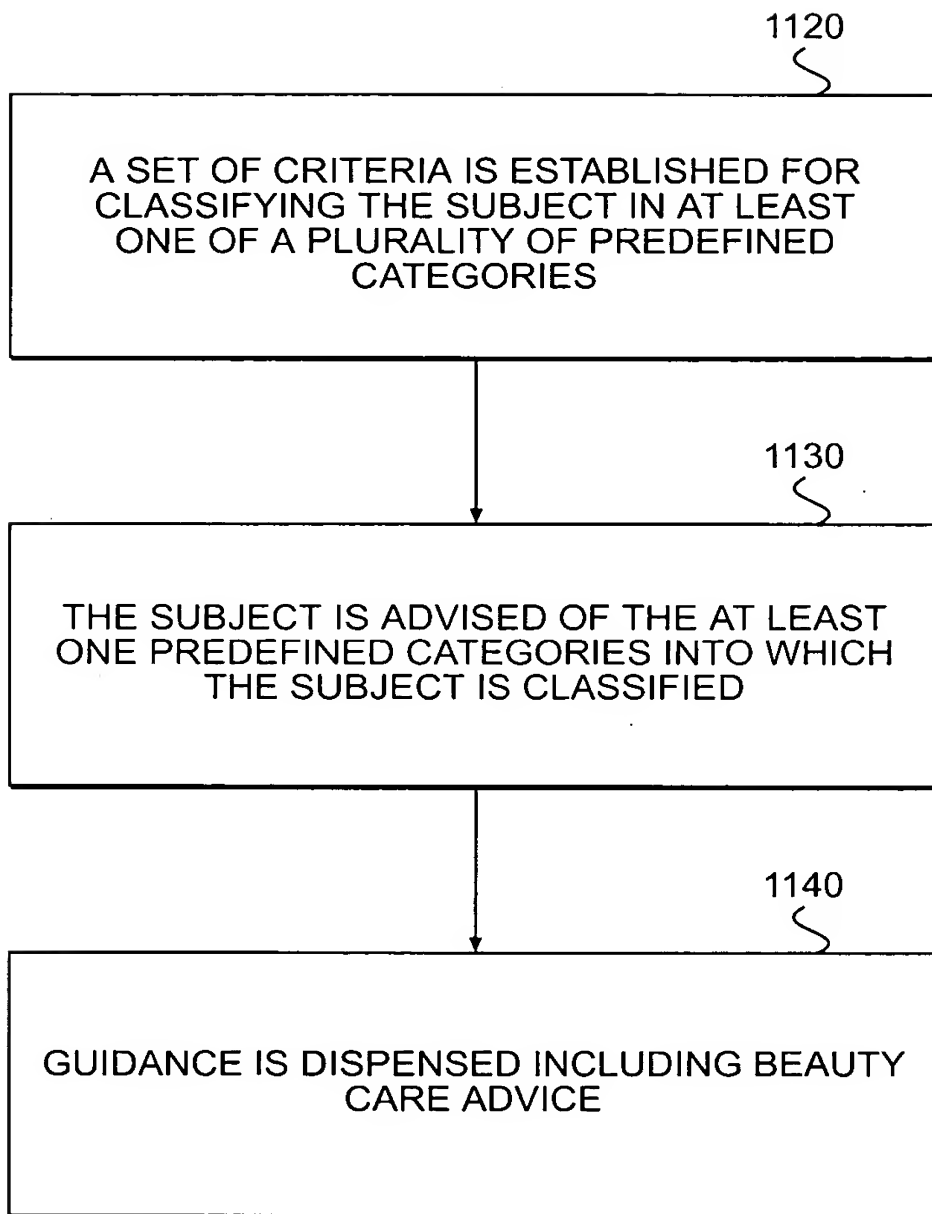 1120
A SET OF CRITERIA IS ESTABLISHED FOR
CLASSIFYING THE SUBJECT IN AT LEAST
ONE OF A PLURALITY OF PREDEFINED
CATEGORIES
1130
THE SUBJECT IS ADVISED OF THE AT LEAST
ONE PREDEFINED CATEGORIES INTO WHICH
THE SUBJECT IS CLASSIFIED
1140
GUIDANCE IS DISPENSED INCLUDING BEAUTY
CARE ADVICE